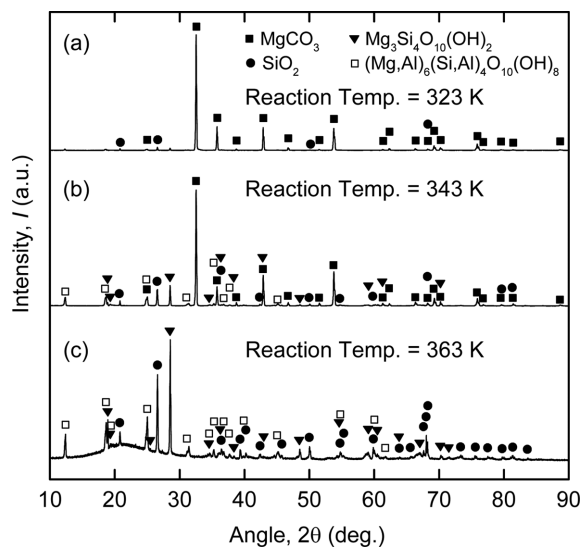 (a)
■ MgCO₃ ▼ Mg₃Si₄O₁₀(OH)₂
● SiO₂ □ (Mg,Al)₆(Si,Al)₄O₁₀(OH)₈
Reaction Temp. = 323 K
(b)
Reaction Temp. = 343 K
(c)
Reaction Temp. = 363 K
Intensity, I (a.u.)
10 20 30 40 50 60 70 80 90
Angle, 2θ (deg.)